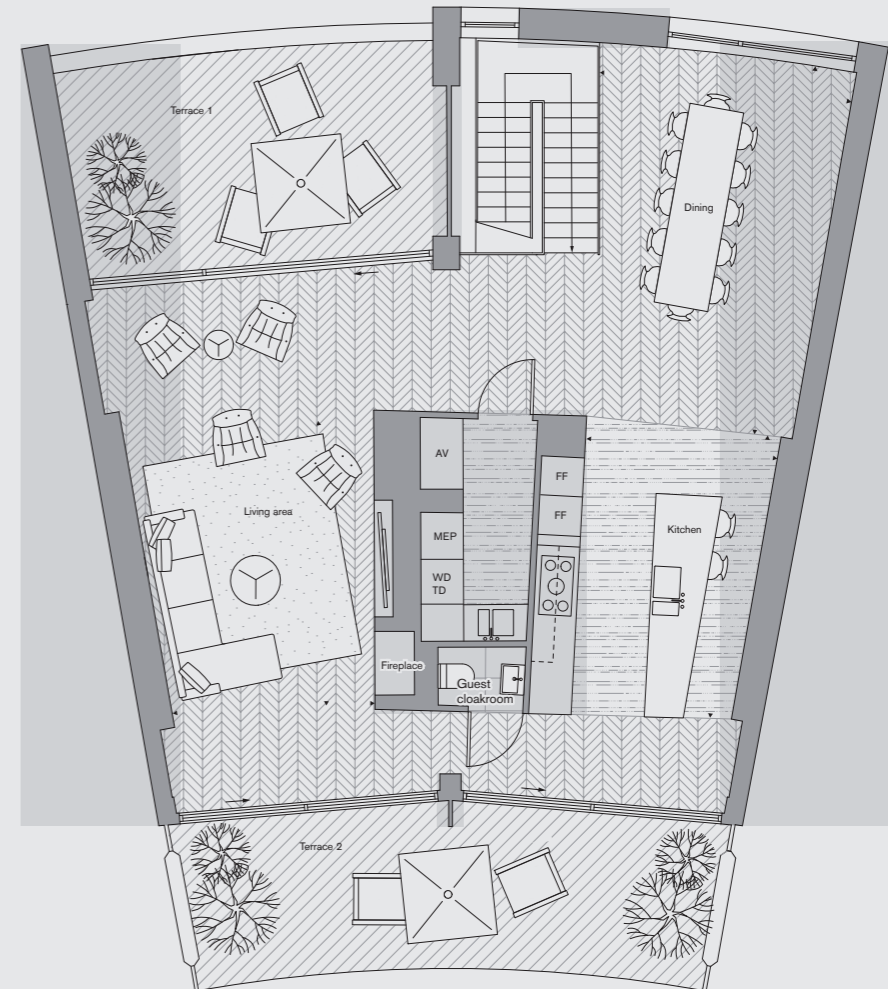 Terrace 1
Dining
AV
FF
FF
Living area
Kitchen
MEP
WD
TD
Fireplace
Guest
cloakroom
Terrace 2